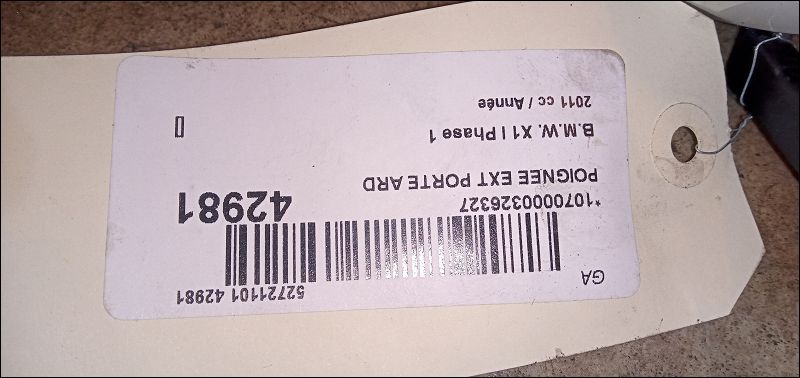 GA
52721101 42981
*1070000326327
42981
POIGNEE EXT PORTE ARD
B.M.W. X1 I Phase 1
2011 cc / Année